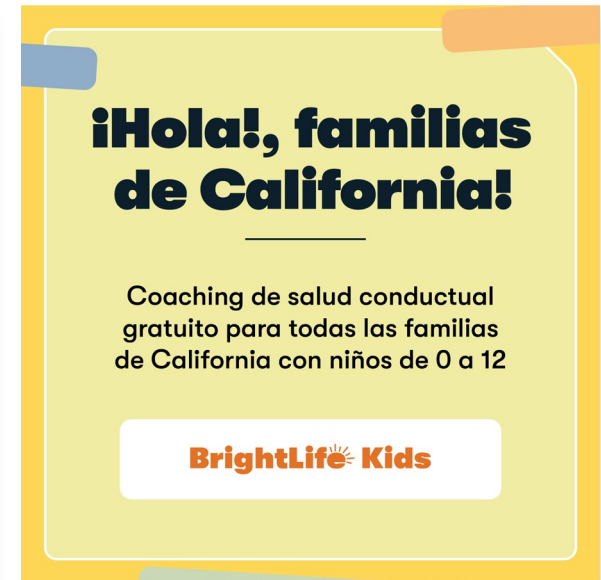 ¡Hola!, familias
de California!
Coaching de salud conductual
gratuito para todas las familias
de California con niños de 0 a 12
BrightLife Kids